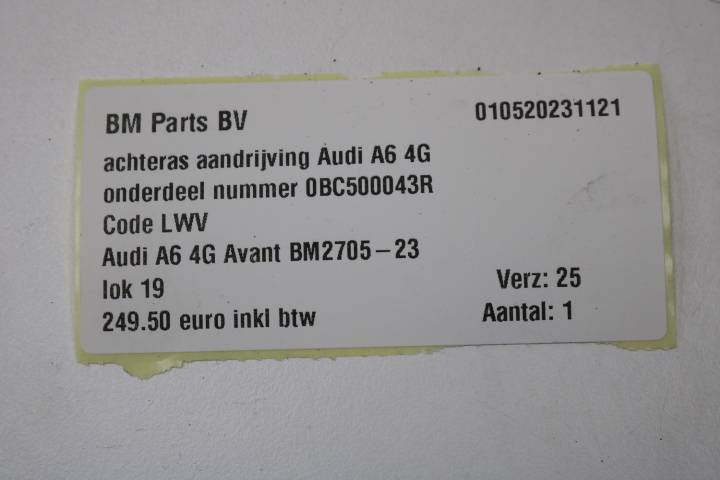 BM Parts BV 010520231121
achteras aandrijving Audi A6 4G
onderdeel nummer 0BC500043R
Code LWV
Audi A6 4G Avant BM2705-23
lok 19 Verz: 25
249.50 euro inkl btw Aantal: 1